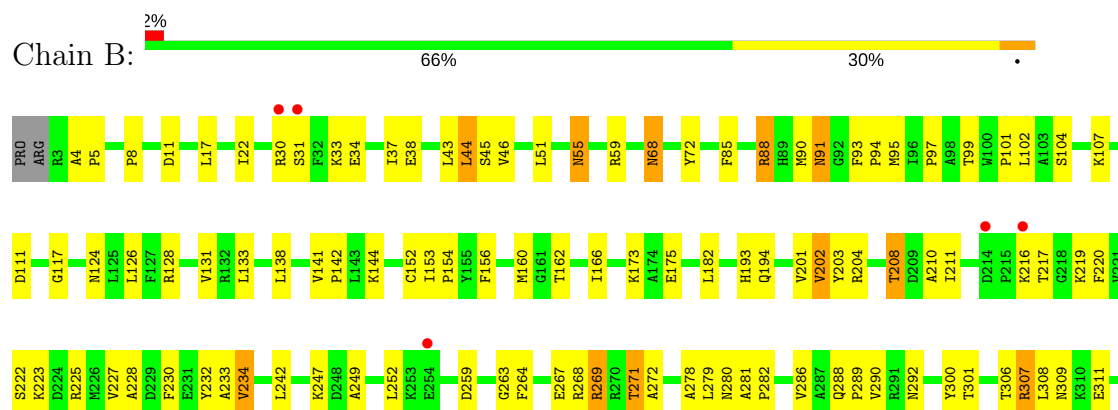 2%
Chain B:
66% 30% •
PRO ARG R3 A4 P5 P8 D11 L17 I22 R30 S31 F32 K33 E34 I37 E38 L43 L44 S45 V46 L51 N55 R59 N68 Y72 F85 R88 H89 M90 N91 Q92 F93 P94 M95 I96 P97 A98 T99 W100 P101 L102 A103 S104 K107
D111 G117 N124 L125 L126 F127 R128 V131 R132 L133 L138 V141 P142 L143 K144 C152 I153 P154 Y155 F156 M160 G161 T162 I166 K173 A174 E175 L182 H193 Q194 V201 V202 Y203 R204 T208 D209 A210 I211 D214 P215 K216 T217 G218 K219 F220
S222 K223 D224 R225 M226 V227 A228 D229 F230 E231 Y232 A233 V234 L242 K247 D248 A249 L252 K253 E254 D259 G263 F264 E267 R268 R269 R270 T271 A272 A278 L279 N280 A281 P282 V286 A287 Q288 P289 V290 R291 N292 Y300 T301 T306 R307 L308 N309 K310 E311